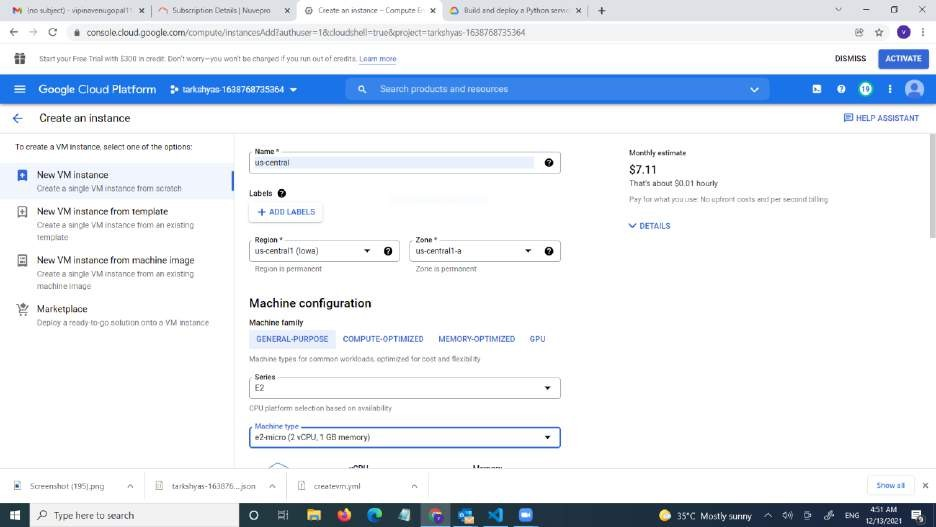 (no subject) - vipinavenugopal11
Subscription Details | Nuvepro
Create an instance – Compute E
Build and deploy a Python servic
console.cloud.google.com/compute/instancesAdd?authuser=1&cloudshell=true&project=tarkshyas-1638768735364
V
Start your Free Trial with $300 in credit. Don't worry—you won't be charged if you run out of credits. Learn more
DISMISS
ACTIVATE
Google Cloud Platform
tarkshyas-1638768735364
Search products and resources
19
Create an instance
HELP ASSISTANT
To create a VM instance, select one of the options:
New VM instance
Create a single VM instance from scratch
New VM instance from template
Create a single VM instance from an existing
template
New VM instance from machine image
Create a single VM instance from an existing
machine image
Marketplace
Deploy a ready-to-go solution onto a VM instance
Name *
us-central
Labels
ADD LABELS
Region *
us-central1 (Iowa)
Region is permanent
Zone *
us-central1-a
Zone is permanent
Machine configuration
Machine family
GENERAL-PURPOSE
COMPUTE-OPTIMIZED
MEMORY-OPTIMIZED
GPU
Machine types for common workloads, optimized for cost and flexibility
Series
E2
CPU platform selection based on availability
Machine type
e2-micro (2 vCPU, 1 GB memory)
vCPU
Memory
Monthly estimate
$7.11
That's about $0.01 hourly
Pay for what you use: No upfront costs and per second billing
DETAILS
Screenshot (195).png
tarkshyas-163876....json
createvm.yml
Show all
Type here to search
35°C Mostly sunny
ENG
4:51 AM
12/13/2021
9